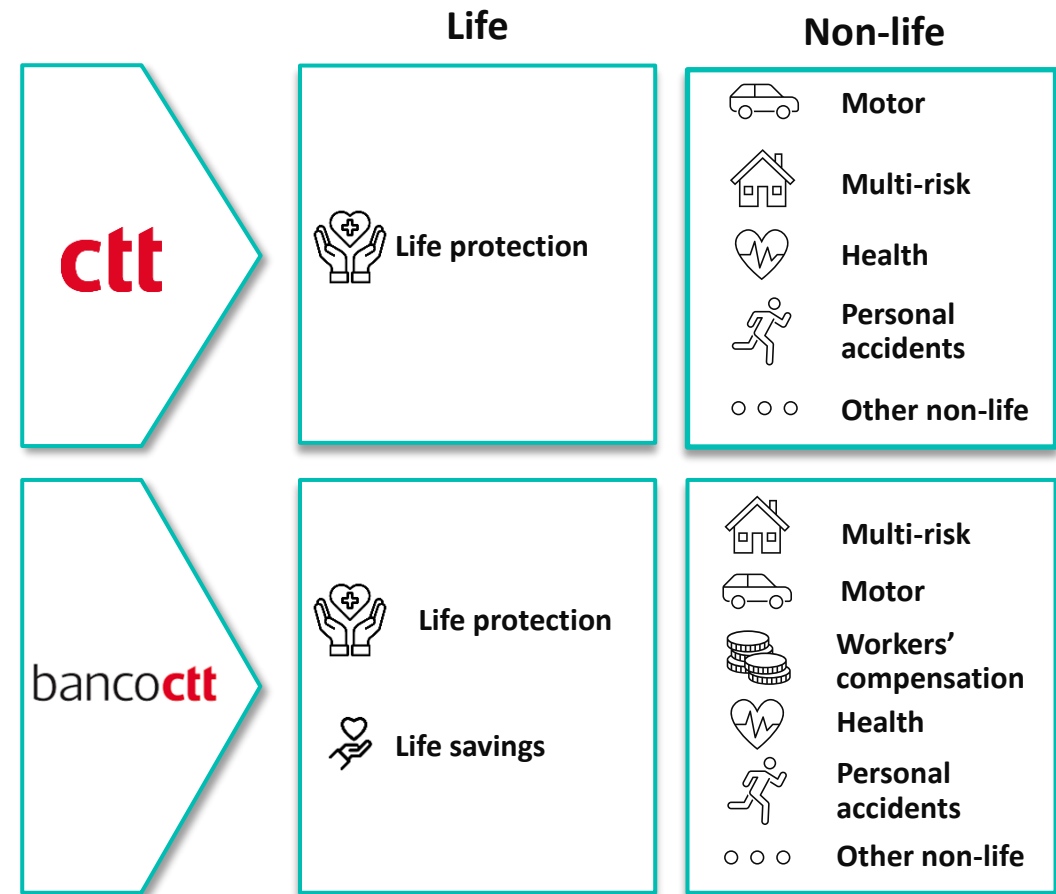 Life
Non-life
ctt
Life protection
Motor
Multi-risk
Health
Personal
accidents
Other non-life
bancoctt
Life protection
Life savings
Multi-risk
Motor
Workers’
compensation
Health
Personal
accidents
Other non-life